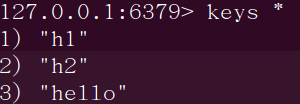 127.0.0.1:6379> keys *
1) "h1"
2) "h2"
3) "hello"